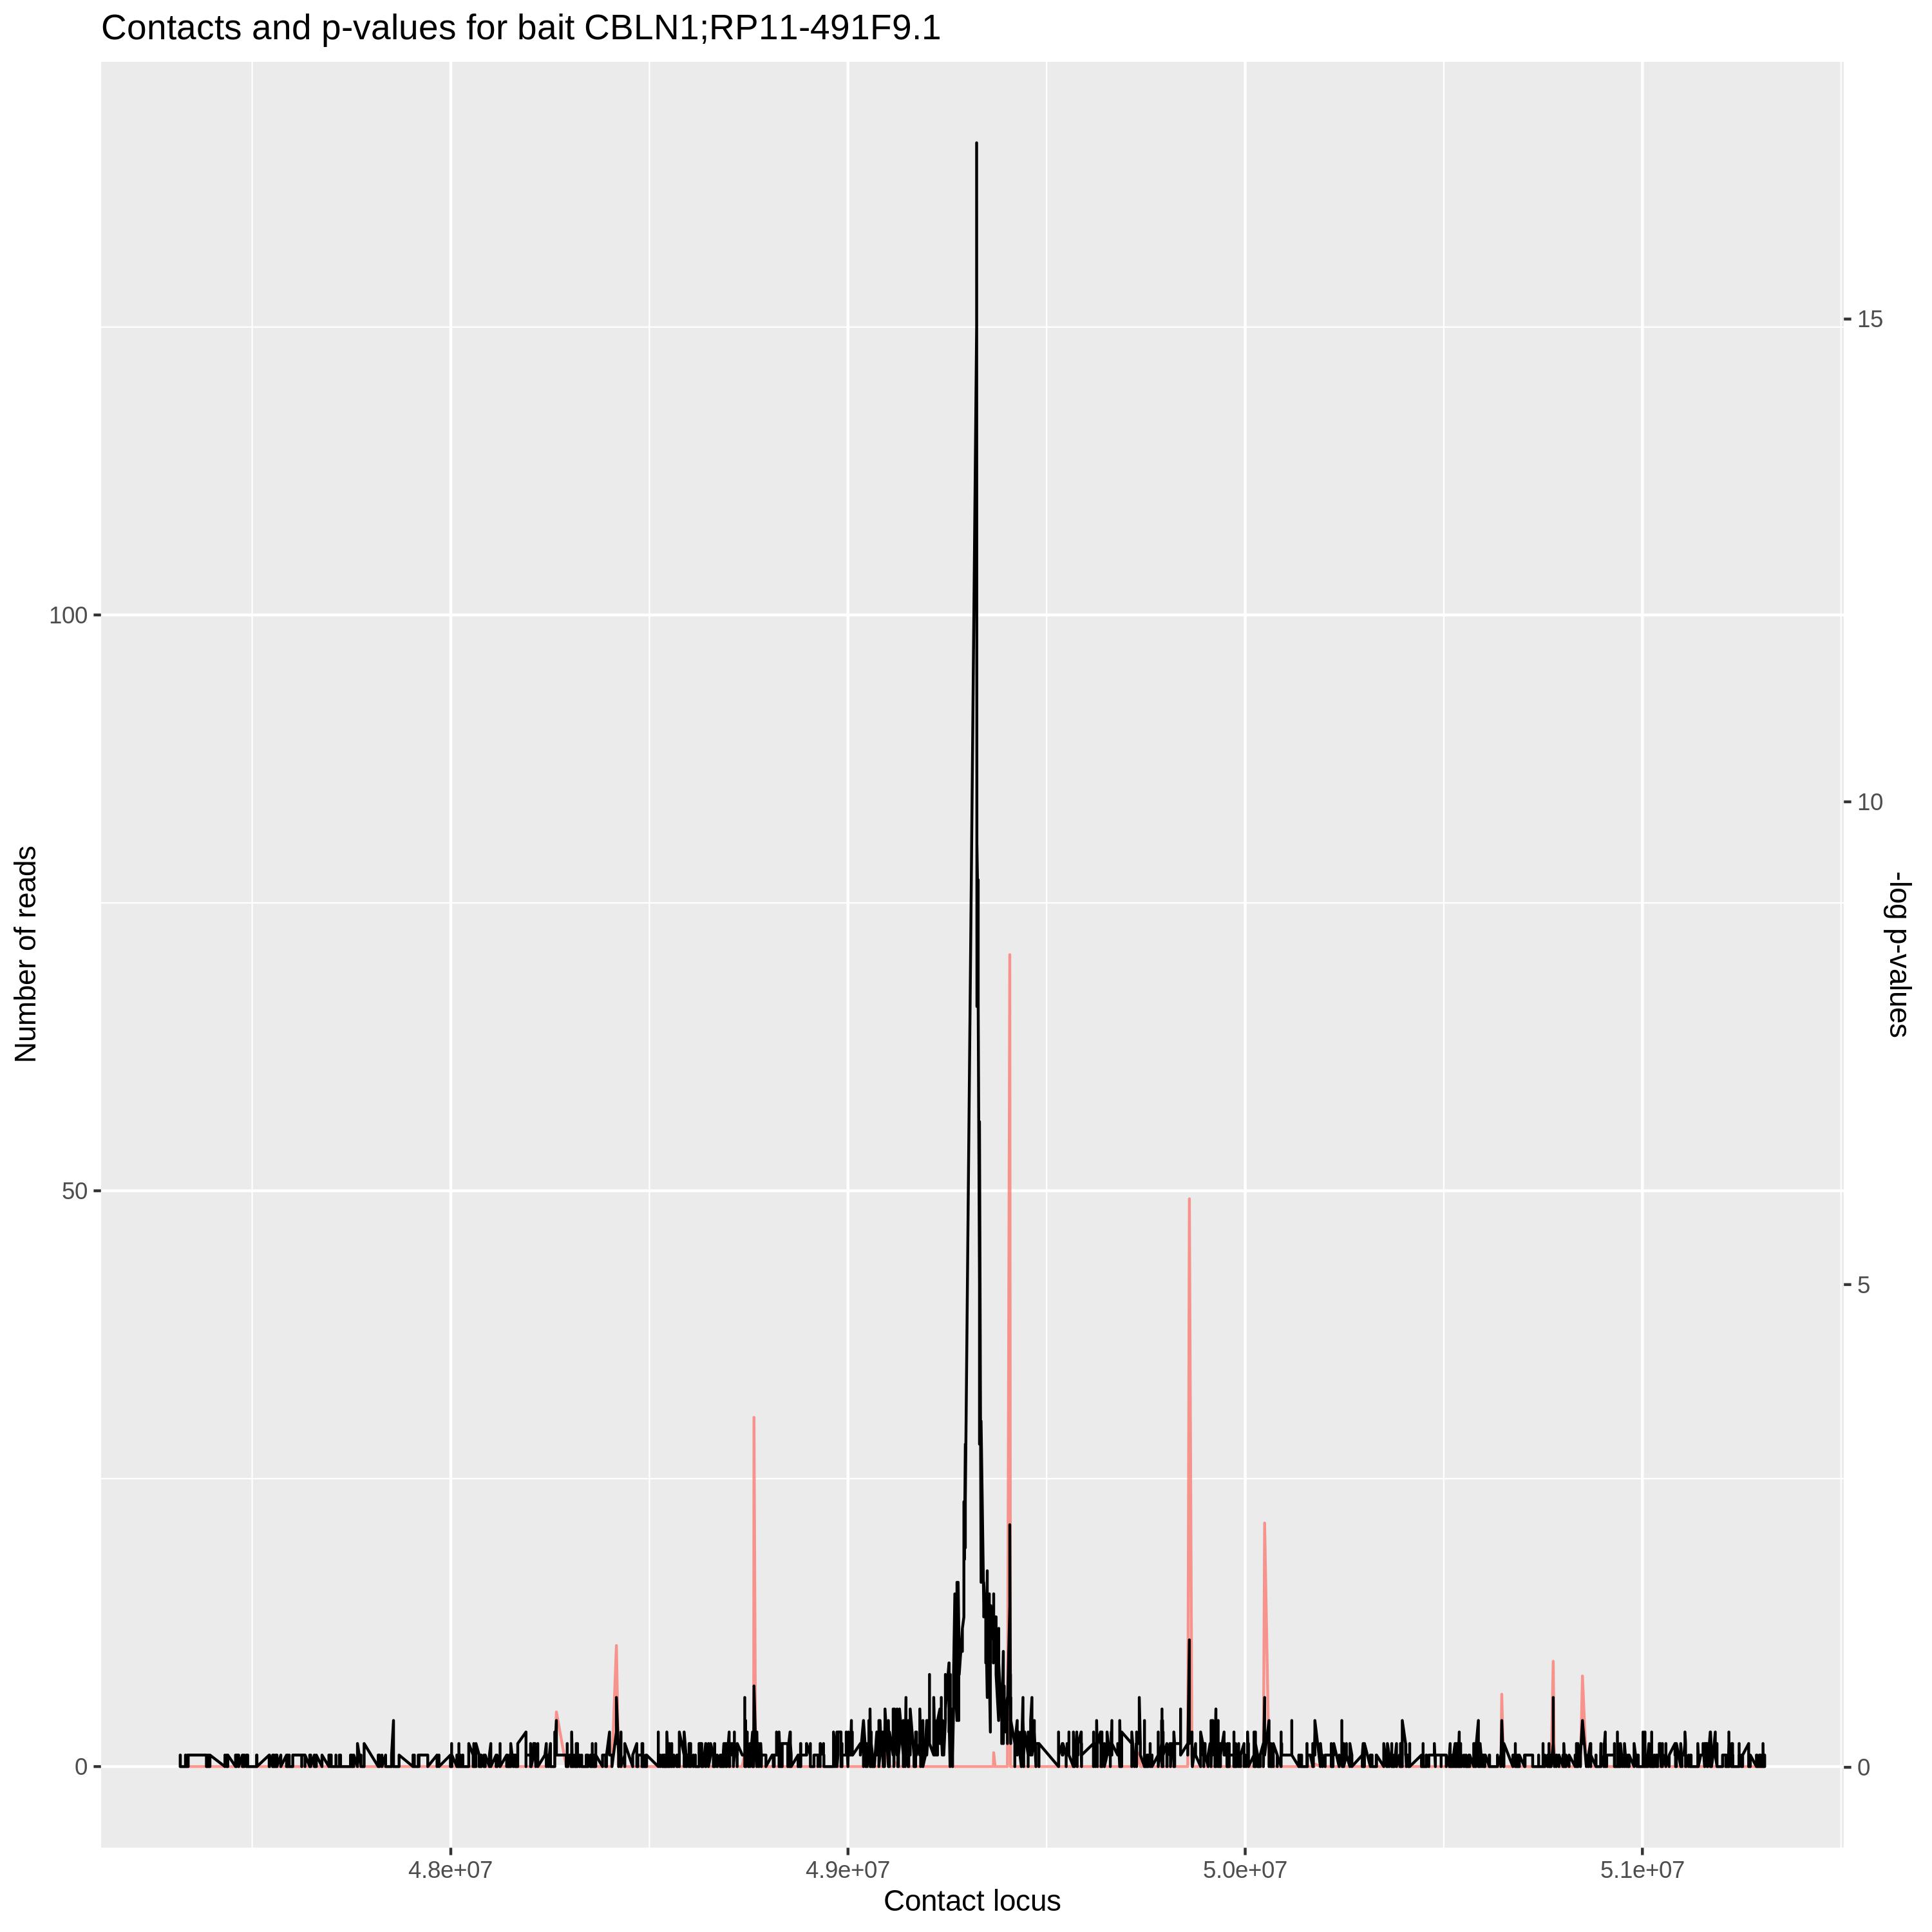 Contacts and p-values for bait CBLN1;RP11-491F9.1
15
100
10
Number of reads
-log p-values
50
5
0
0
4.8e+07
4.9e+07
5.0e+07
5.1e+07
Contact locus